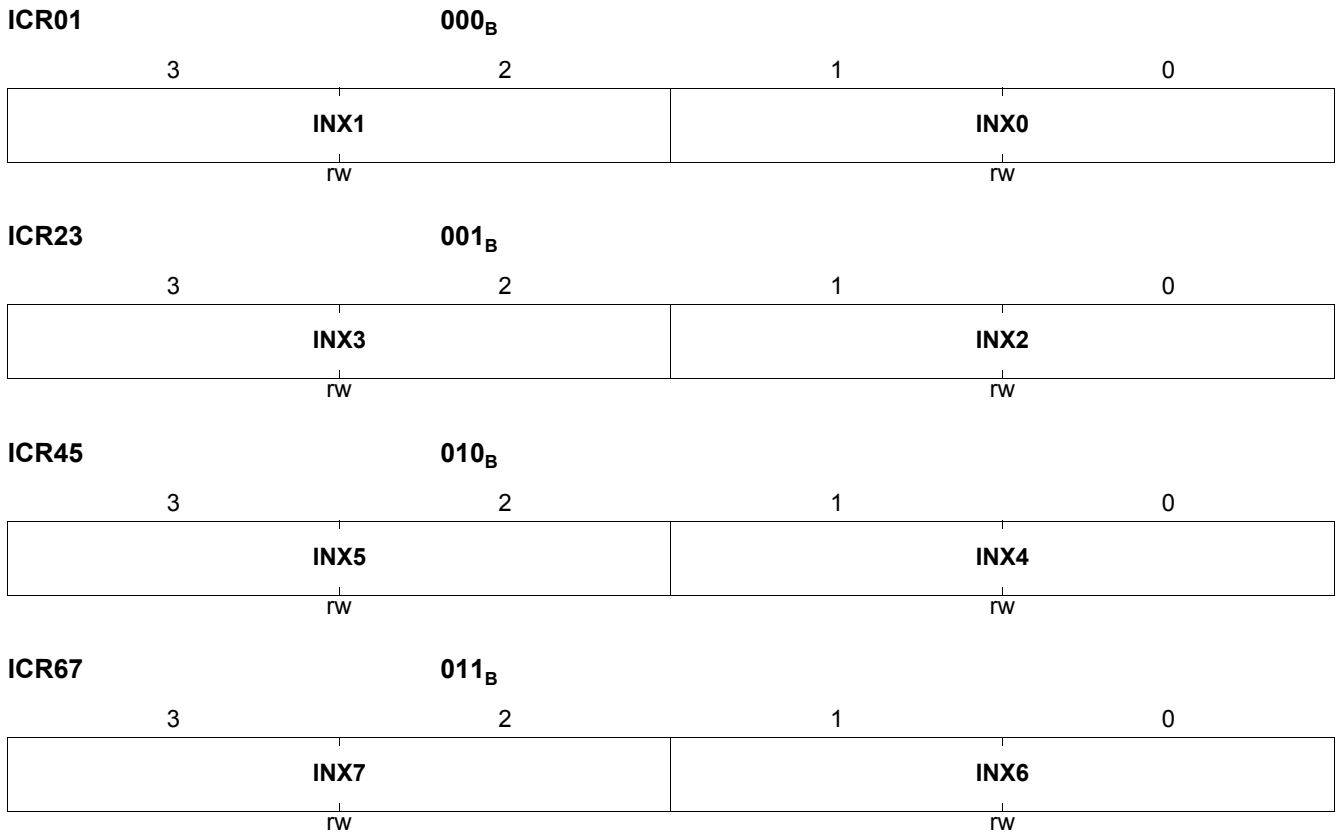 ICR01 000B
3 2 1 0
INX1 INX0
rw rw
ICR23 001B
3 2 1 0
INX3 INX2
rw rw
ICR45 010B
3 2 1 0
INX5 INX4
rw rw
ICR67 011B
3 2 1 0
INX7 INX6
rw rw